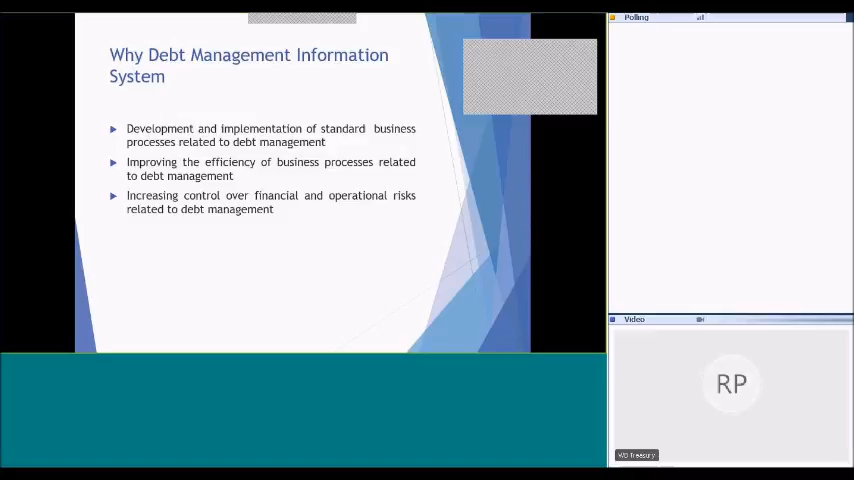 Why Debt Management Information
System
Development and implementation of standard business
processes related to debt management
Improving the efficiency of business processes related
to debt management
Increasing control over financial and operational risks
related to debt management
Polling
Video
RP
WB Treasury